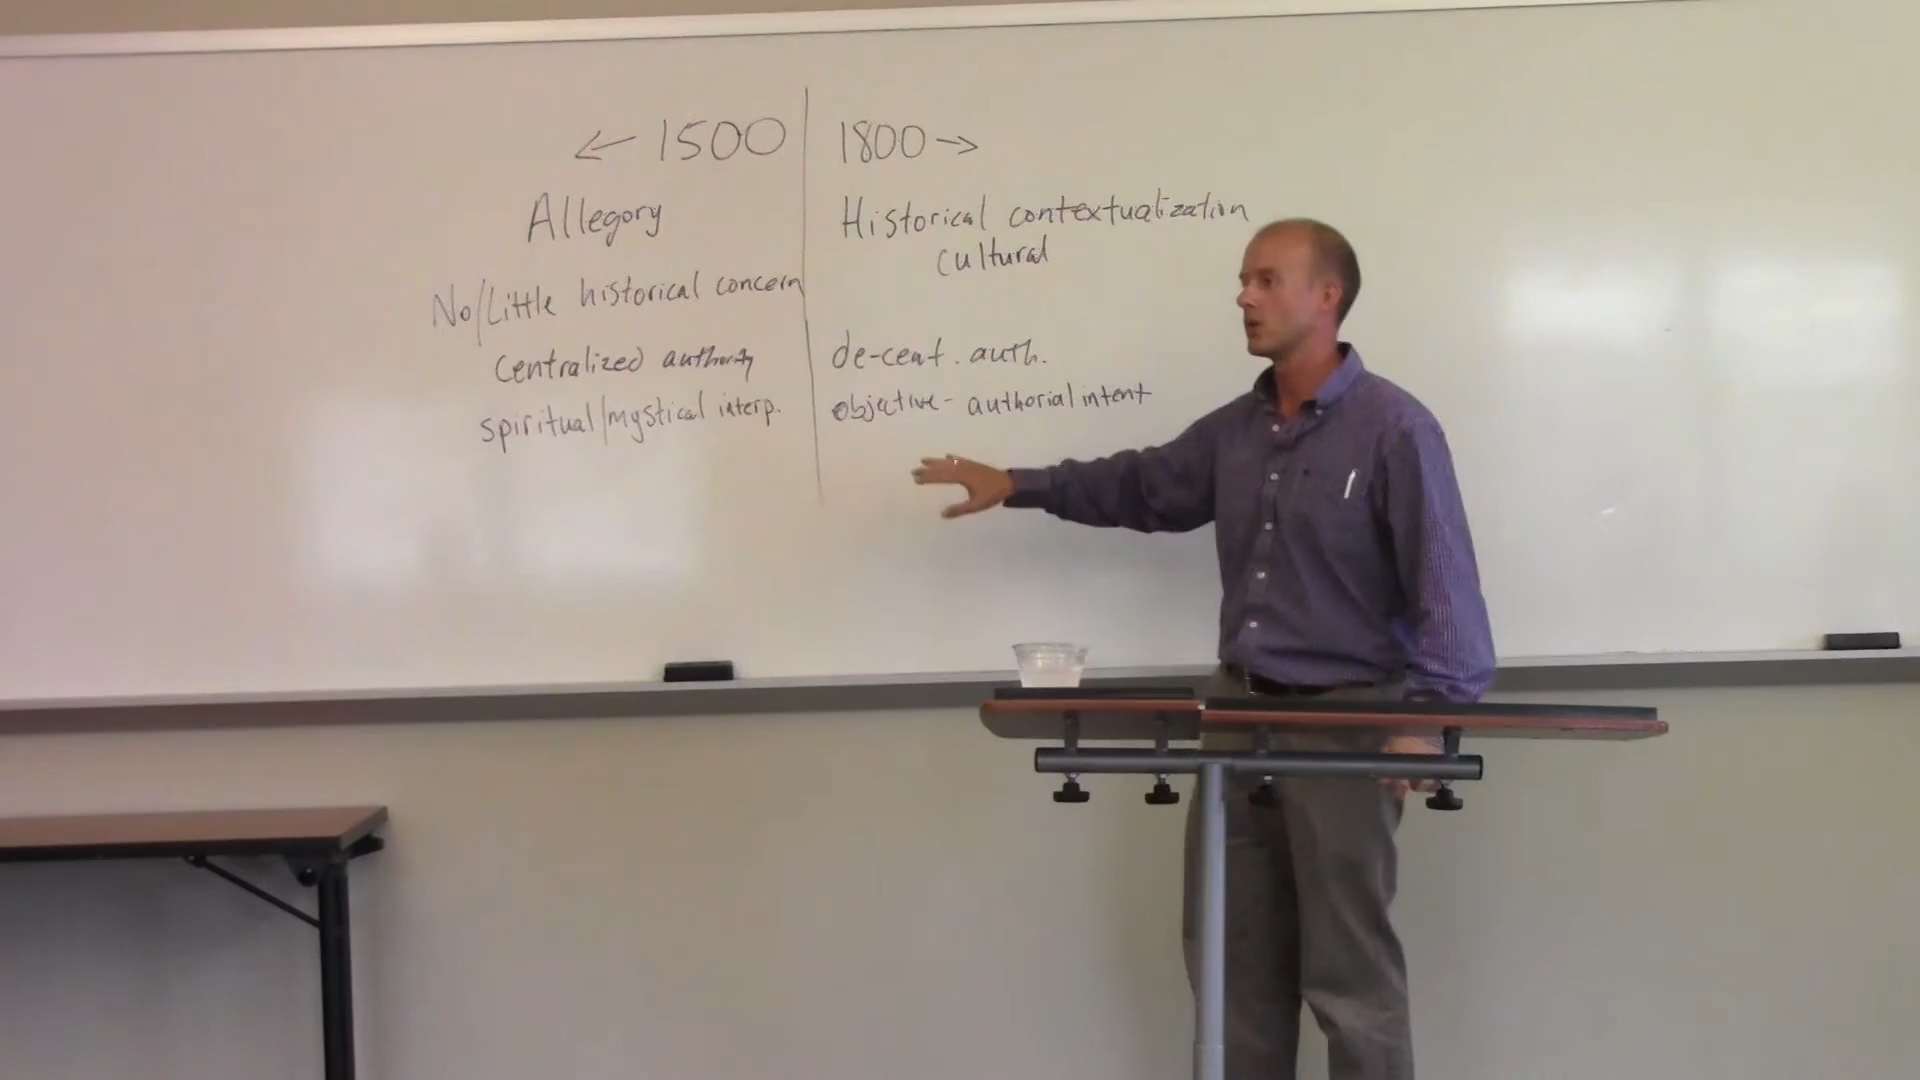 ← 1500
Allegory
No/Little historical concern
Centralized authority
spiritual/mystical interp.
1800 →
Historical contextualization
cultural
de-cent. auth.
objective - authorial intent